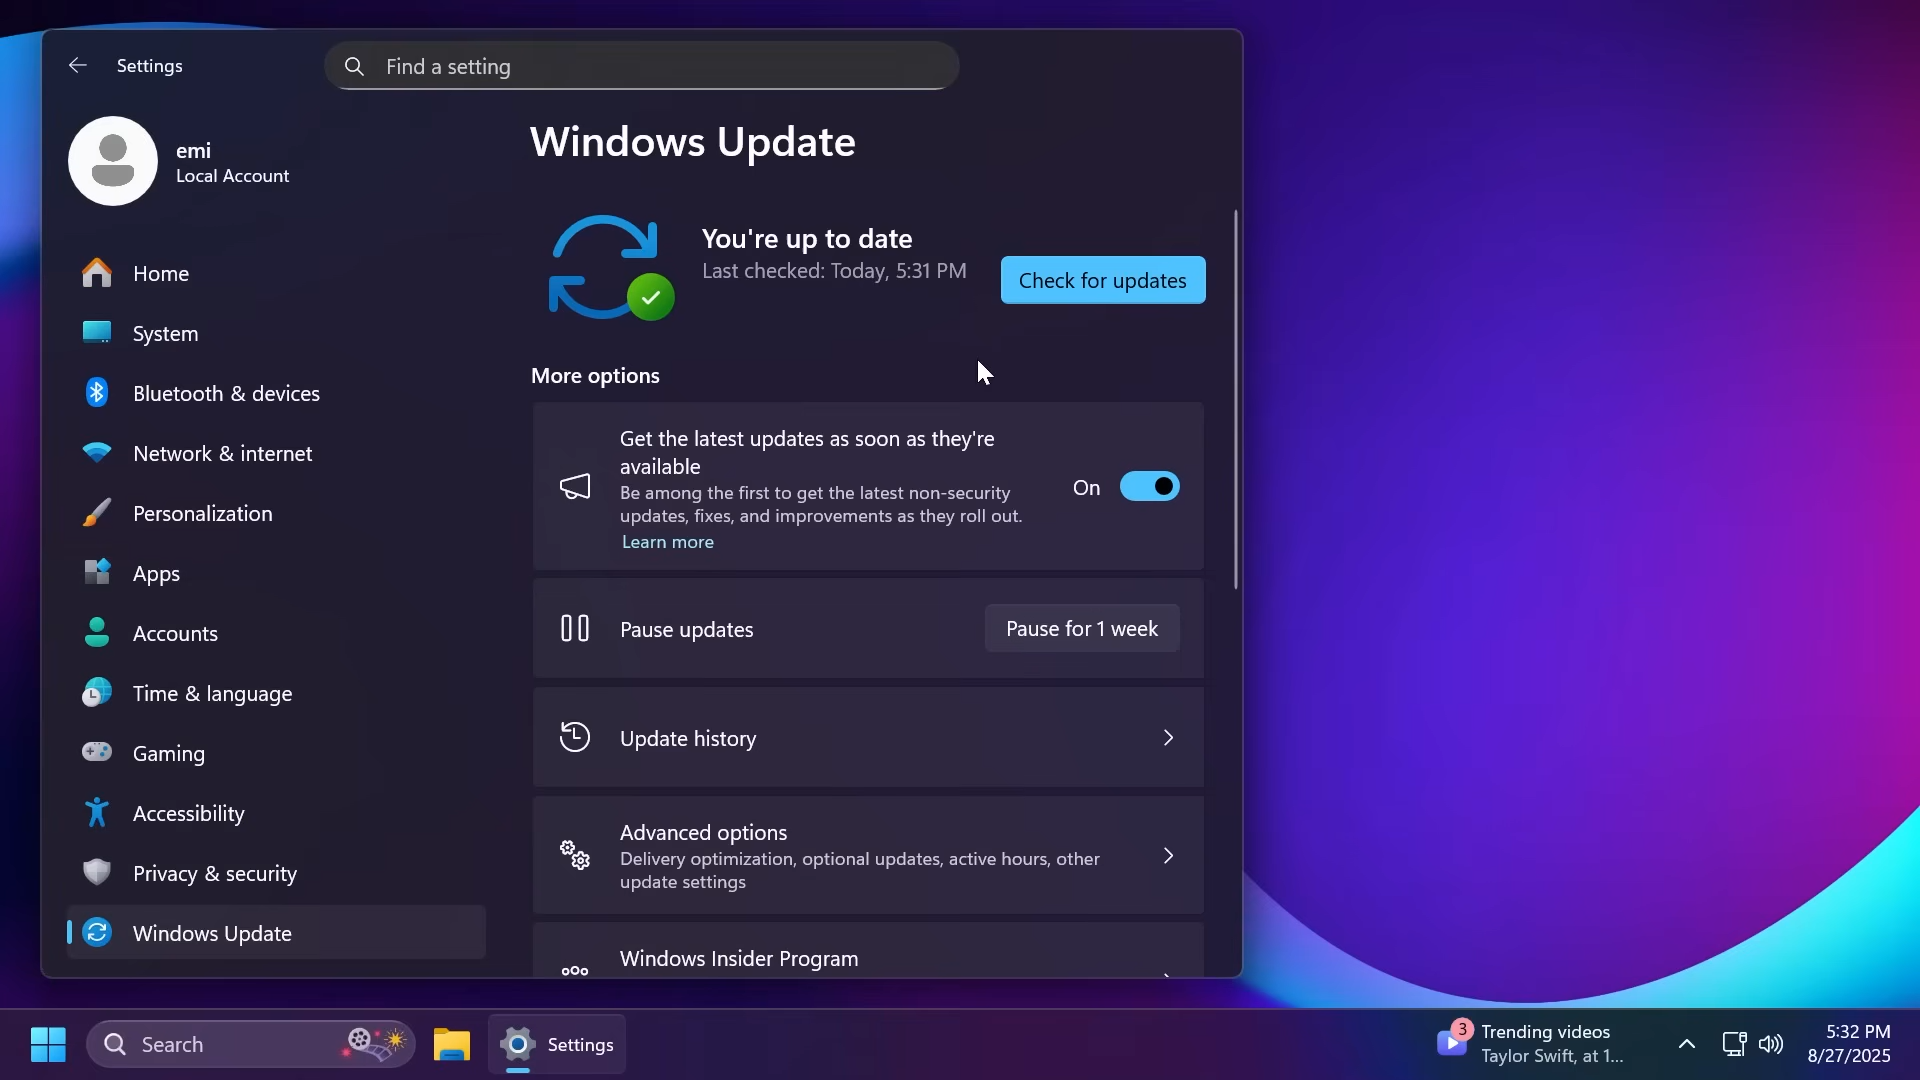 Settings
Find a setting
emi
Local Account
Home
System
Bluetooth & devices
Network & internet
Personalization
Apps
Accounts
Time & language
Gaming
Accessibility
Privacy & security
Windows Update
Windows Update
You're up to date
Last checked: Today, 5:31 PM
Check for updates
More options
Get the latest updates as soon as they're
available
Be among the first to get the latest non-security
updates, fixes, and improvements as they roll out.
Learn more
On
Pause updates
Pause for 1 week
Update history
Advanced options
Delivery optimization, optional updates, active hours, other
update settings
Windows Insider Program
Search
Settings
3
Trending videos
Taylor Swift, at 1...
5:32 PM
8/27/2025